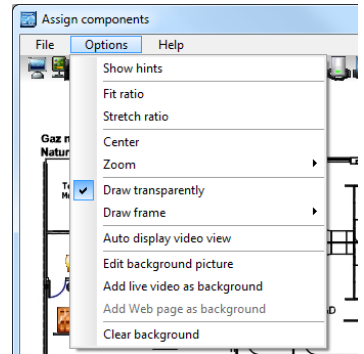 Assign components
File Options Help
Show hints
Fit ratio
Stretch ratio
Center
Zoom
Draw transparently
Draw frame
Auto display video view
Edit background picture
Add live video as background
Add Web page as background
Clear background
Gaz n
Natur